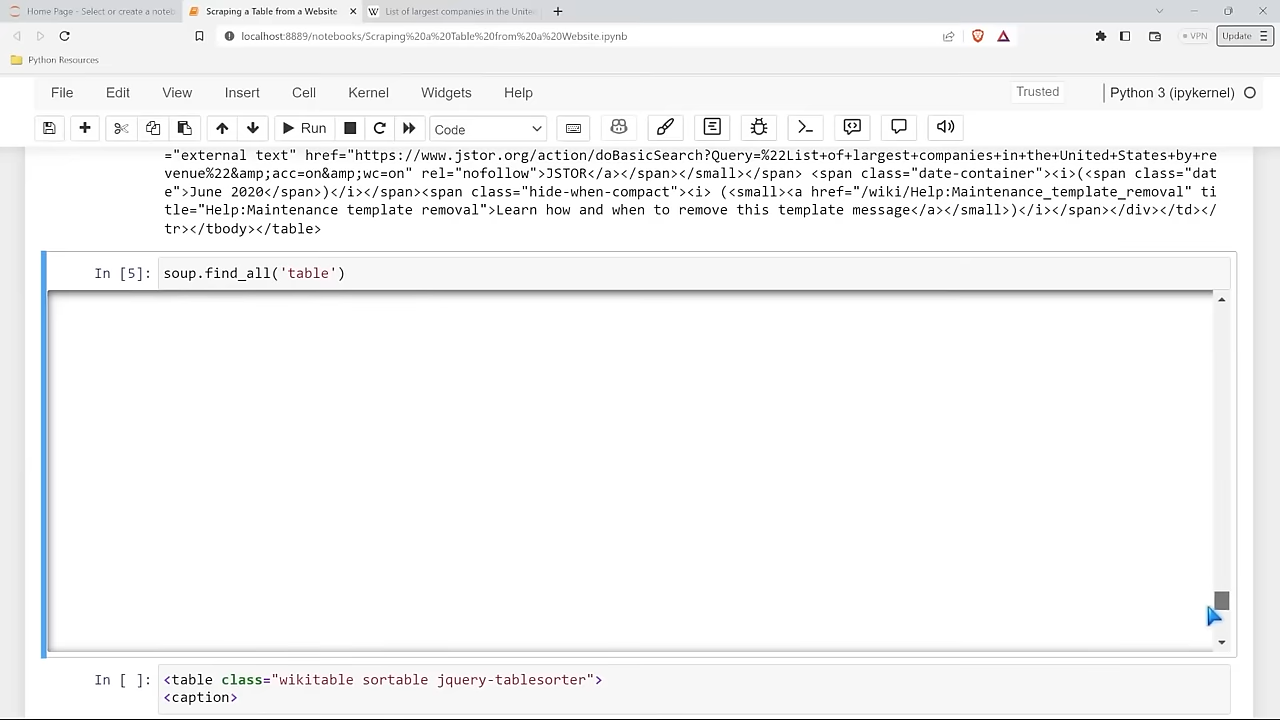 Home Page - Select or create a noteb
Scraping a Table from a Website
List of largest companies in the Unite
localhost:8889/notebooks/Scraping%20a%20Table%20from%20a%20Website.ipynb
VPN
Update
Python Resources
File Edit View Insert Cell Kernel Widgets Help
Trusted
Python 3 (ipykernel)
Run
Code
="external text" href="https://www.jstor.org/action/doBasicSearch?Query=%22List+of+largest+companies+in+the+United+States+by+re
venue%22&amp;acc=on&amp;wc=on" rel="nofollow">JSTOR</a></span></small></span> <span class="date-container"><i>(<span class="dat
e">June 2020</span>)</i></span><span class="hide-when-compact"><i> (<small><a href="/wiki/Help:Maintenance_template_removal" ti
tle="Help:Maintenance template removal">Learn how and when to remove this template message</a></small>)</i></span></div></td></
tr></tbody></table>
In [5]: soup.find_all('table')
In [ ]: <table class="wikitable sortable jquery-tablesorter">
<caption>